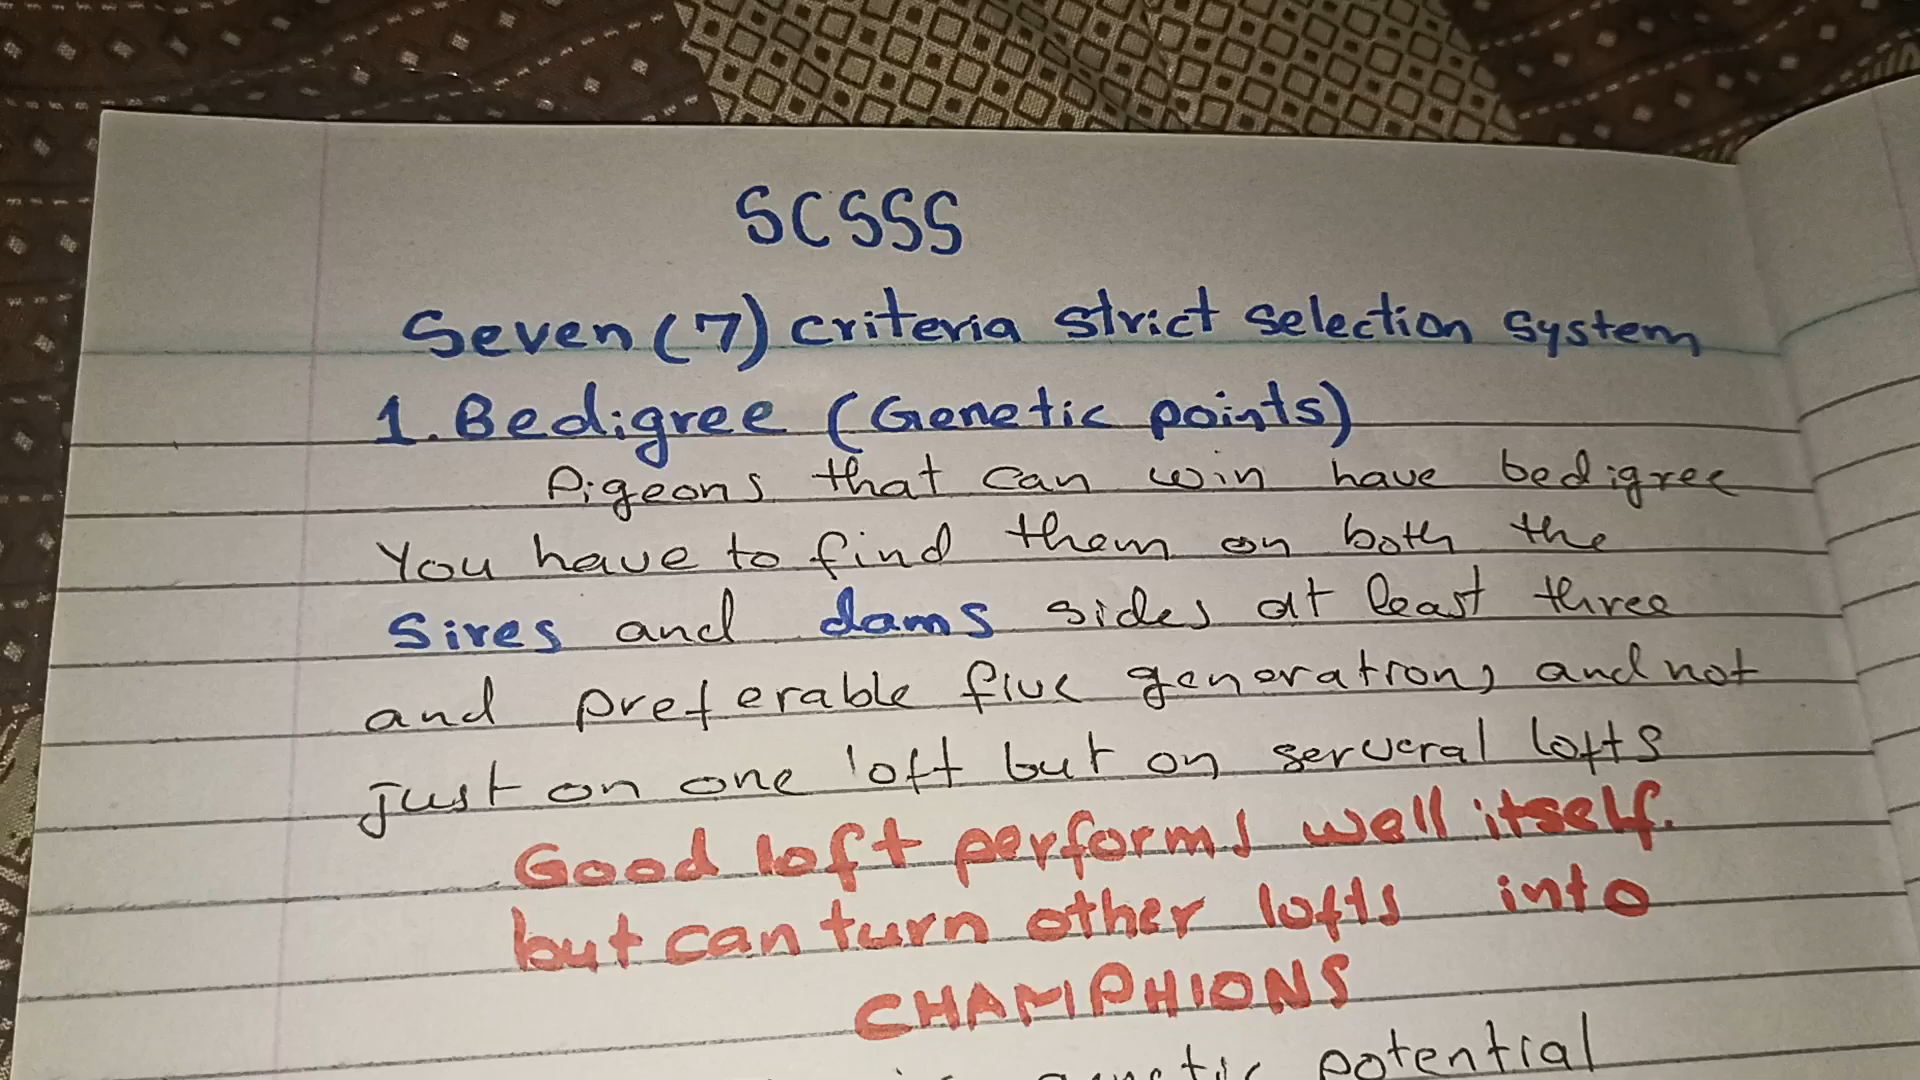 SCSSS
Seven (7) criteria strict selection system
1. Bedigree (Genetic points)
Pigeons that can win have bedigree
You have to find them on both the
Sires and dams sides at least three
and preferable five generations and not
just on one loft but on serveral lofts
Good loft performs well itself.
but can turn other lofts into
CHAMPHIONS
genetic potential